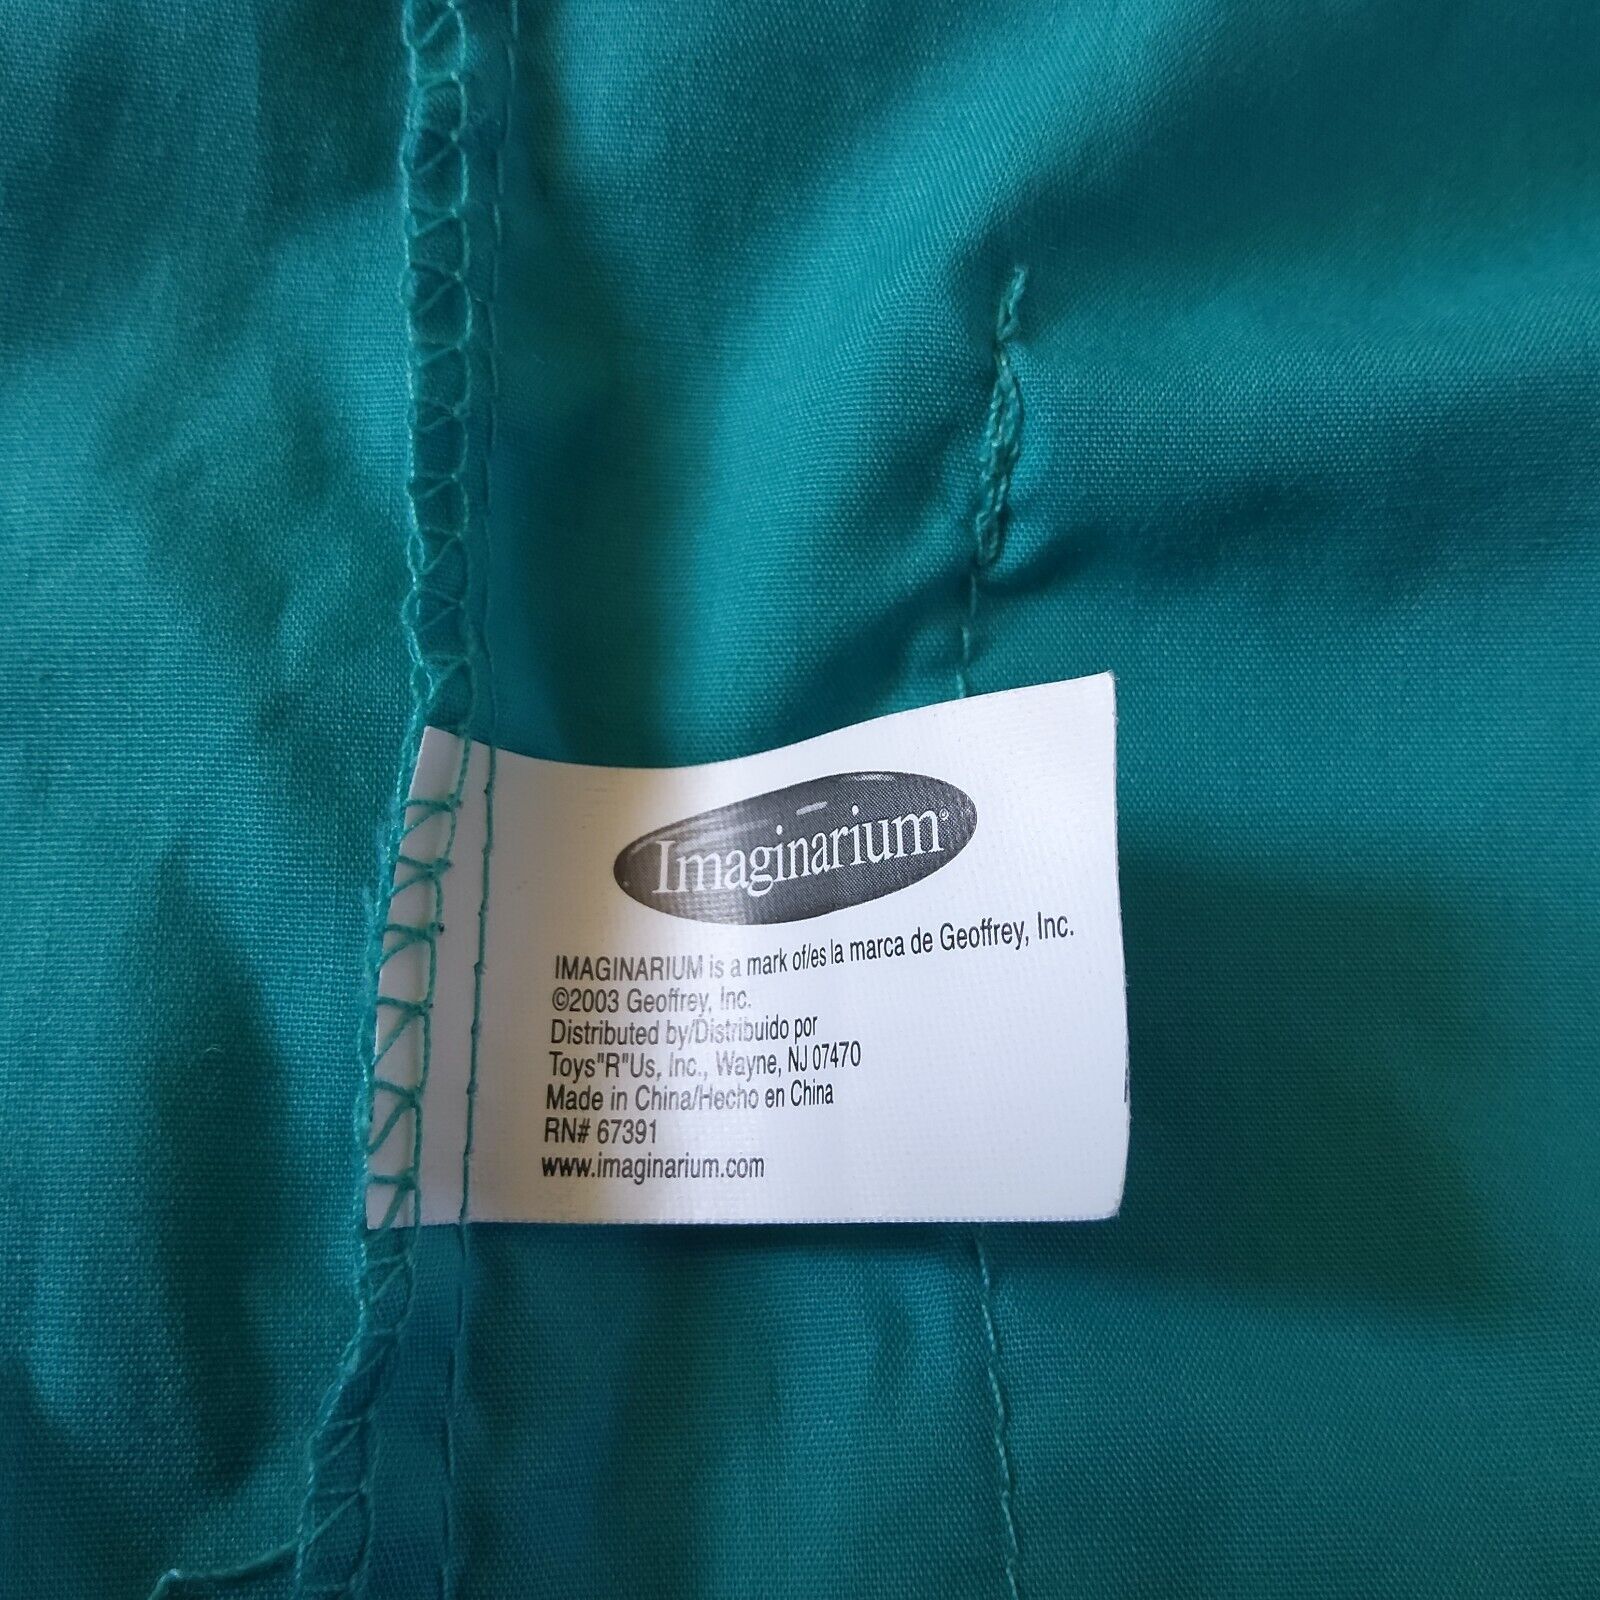 Imaginarium®
IMAGINARIUM is a mark of/es la marca de Geoffrey, Inc.
©2003 Geoffrey, Inc.
Distributed by/Distribuido por
Toys"R"Us, Inc., Wayne, NJ 07470
Made in China/Hecho en China
RN# 67391
www.imaginarium.com